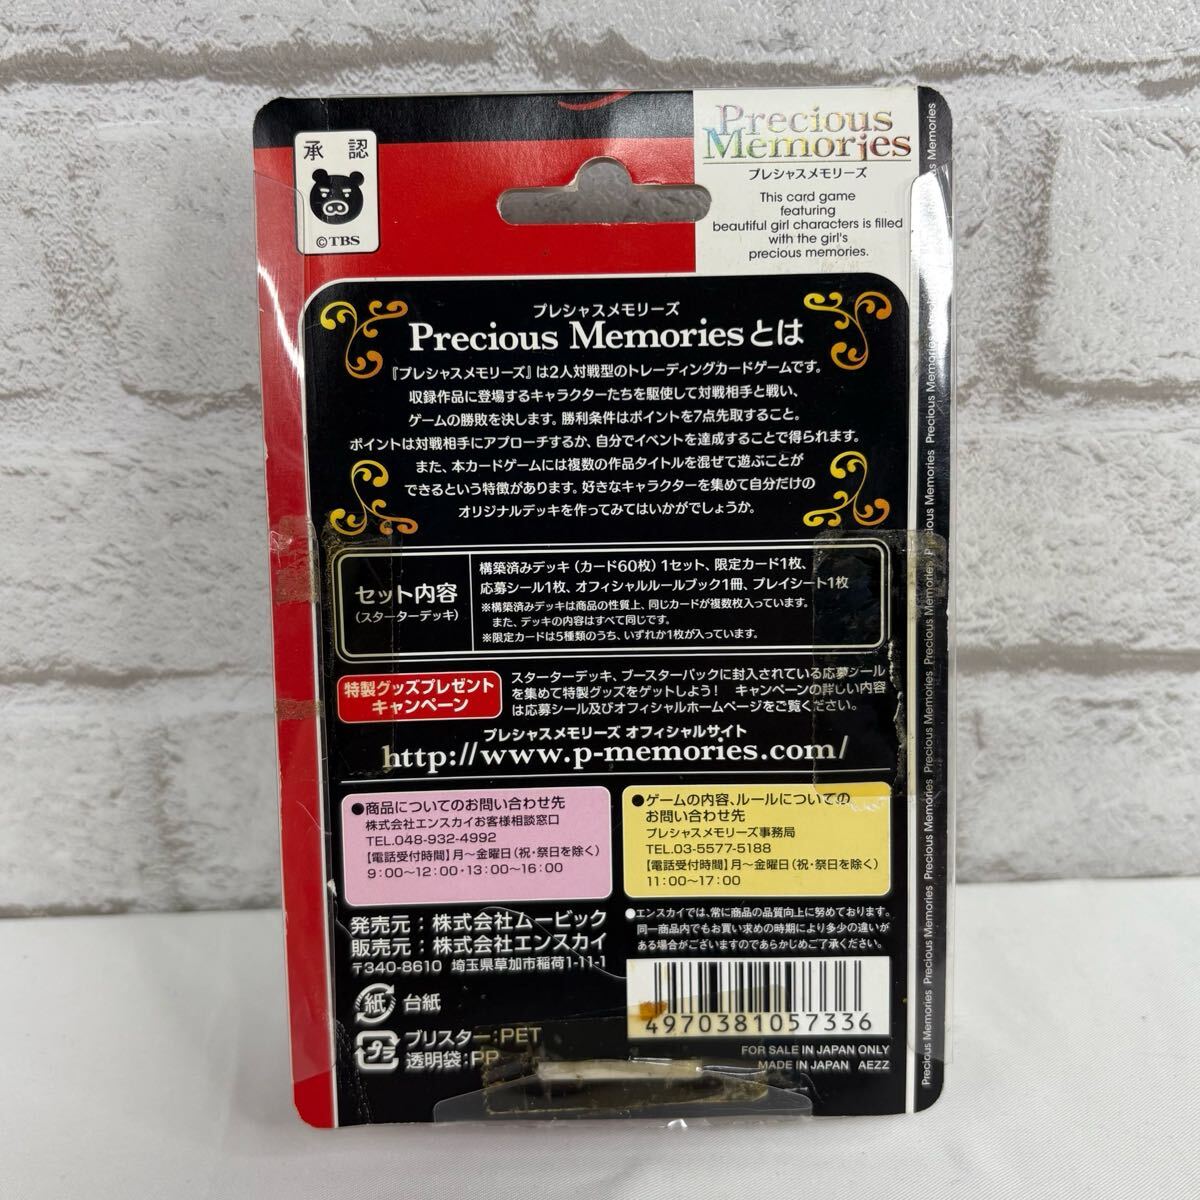 承認
©TBS
Precious
Memories
プレシャスメモリーズ
This card game
featuring
beautiful girl characters is filled
with the girl's
precious memories.
プレシャスメモリーズ
Precious Memoriesとは
『プレシャスメモリーズ』は2人対戦型のトレーディングカードゲームです。
収録作品に登場するキャラクターたちを駆使して対戦相手と戦い、
ゲームの勝敗を決します。勝利条件はポイントを7点先取すること。
ポイントは対戦相手にアプローチするか、自分でイベントを達成することで得られます。
また、本カードゲームには複数の作品タイトルを混ぜて遊ぶことが
できるという特徴があります。好きなキャラクターを集めて自分だけの
オリジナルデッキを作ってみてはいかがでしょうか。
セット内容
(スターターデッキ)
構築済みデッキ(カード60枚)1セット、限定カード1枚、
応募シール1枚、オフィシャルルールブック1冊、プレイシート1枚
※構築済みデッキは商品の性質上、同じカードが複数枚入っています。
また、デッキの内容はすべて同じです。
※限定カードは5種類のうち、いずれか1枚が入っています。
特製グッズプレゼント
キャンペーン
スターターデッキ、ブースターパックに封入されている応募シール
を集めて特製グッズをゲットしよう! キャンペーンの詳しい内容
は応募シール及びオフィシャルホームページをご覧ください。
プレシャスメモリーズ オフィシャルサイト
http://www.p-memories.com/
●商品についてのお問い合わせ先
株式会社エンスカイお客様相談窓口
TEL.048-932-4992
【電話受付時間】月~金曜日(祝・祭日を除く)
9:00~12:00・13:00~16:00
●ゲームの内容、ルールについての
お問い合わせ先
プレシャスメモリーズ事務局
TEL.03-5577-5188
【電話受付時間】月~金曜日(祝・祭日を除く)
11:00~17:00
発売元:株式会社ムービック
販売元:株式会社エンスカイ
〒340-8610 埼玉県草加市稲荷1-11-1
●エンスカイでは、常に商品の品質向上に努めております。
同一商品内でもお買い求めの時期により多少の違いが
ある場合がございますのであらかじめご了承ください。
紙 台紙
プラ
ブリスター:PET
透明袋:PP
4970381057336
FOR SALE IN JAPAN ONLY
MADE IN JAPAN AEZZ
Precious Memories Precious Memories Precious Memories Precious Memories Precious Memories Precious Memories Precious Memories Precious Memories